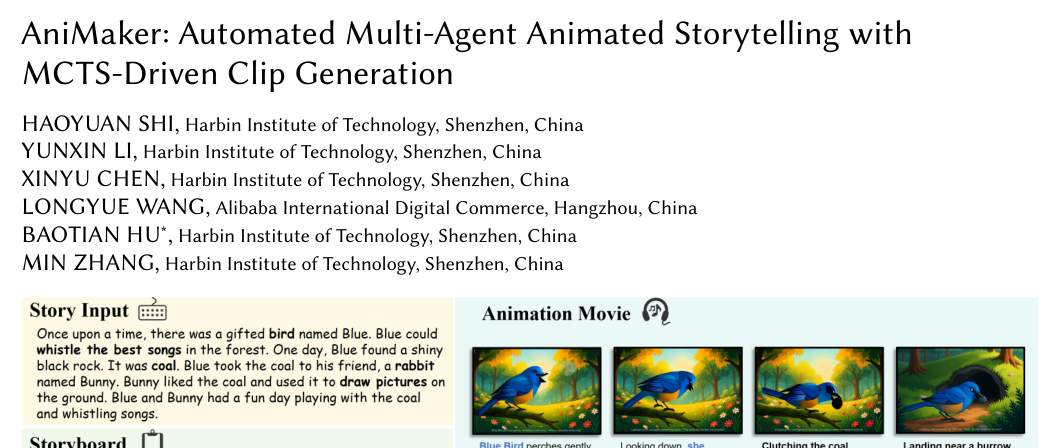 AniMaker: Automated Multi-Agent Animated Storytelling with
MCTS-Driven Clip Generation
HAOYUAN SHI, Harbin Institute of Technology, Shenzhen, China
YUNXIN LI, Harbin Institute of Technology, Shenzhen, China
XINYU CHEN, Harbin Institute of Technology, Shenzhen, China
LONGYUE WANG, Alibaba International Digital Commerce, Hangzhou, China
BAOTIAN HU*, Harbin Institute of Technology, Shenzhen, China
MIN ZHANG, Harbin Institute of Technology, Shenzhen, China
Story Input
Once upon a time, there was a gifted bird named Blue. Blue could
whistle the best songs in the forest. One day, Blue found a shiny
black rock. It was coal. Blue took the coal to his friend, a rabbit
named Bunny. Bunny liked the coal and used it to draw pictures on
the ground. Blue and Bunny had a fun day playing with the coal
and whistling songs.
Storyboard
Animation Movie
Blue Bird perches gently
Looking down, she
Clutching the coal
Landing near a burrow